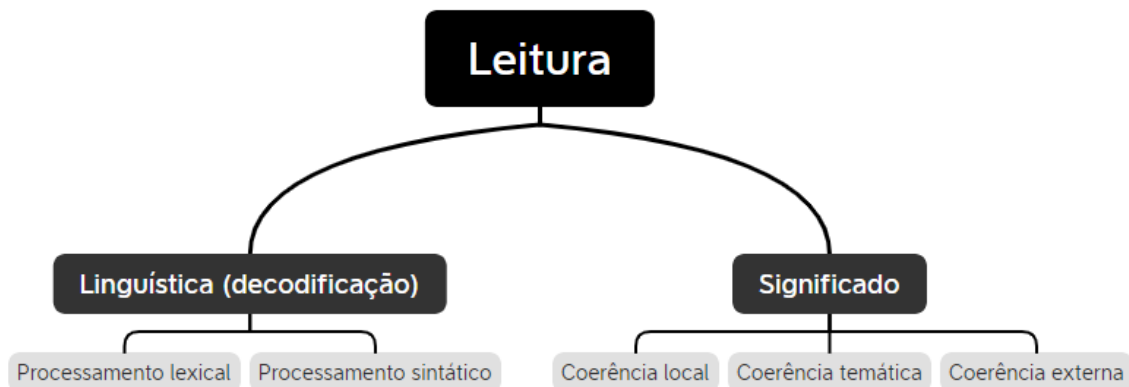 Leitura
Linguística (decodificação)
Significado
Processamento lexical
Processamento sintático
Coerência local
Coerência temática
Coerência externa